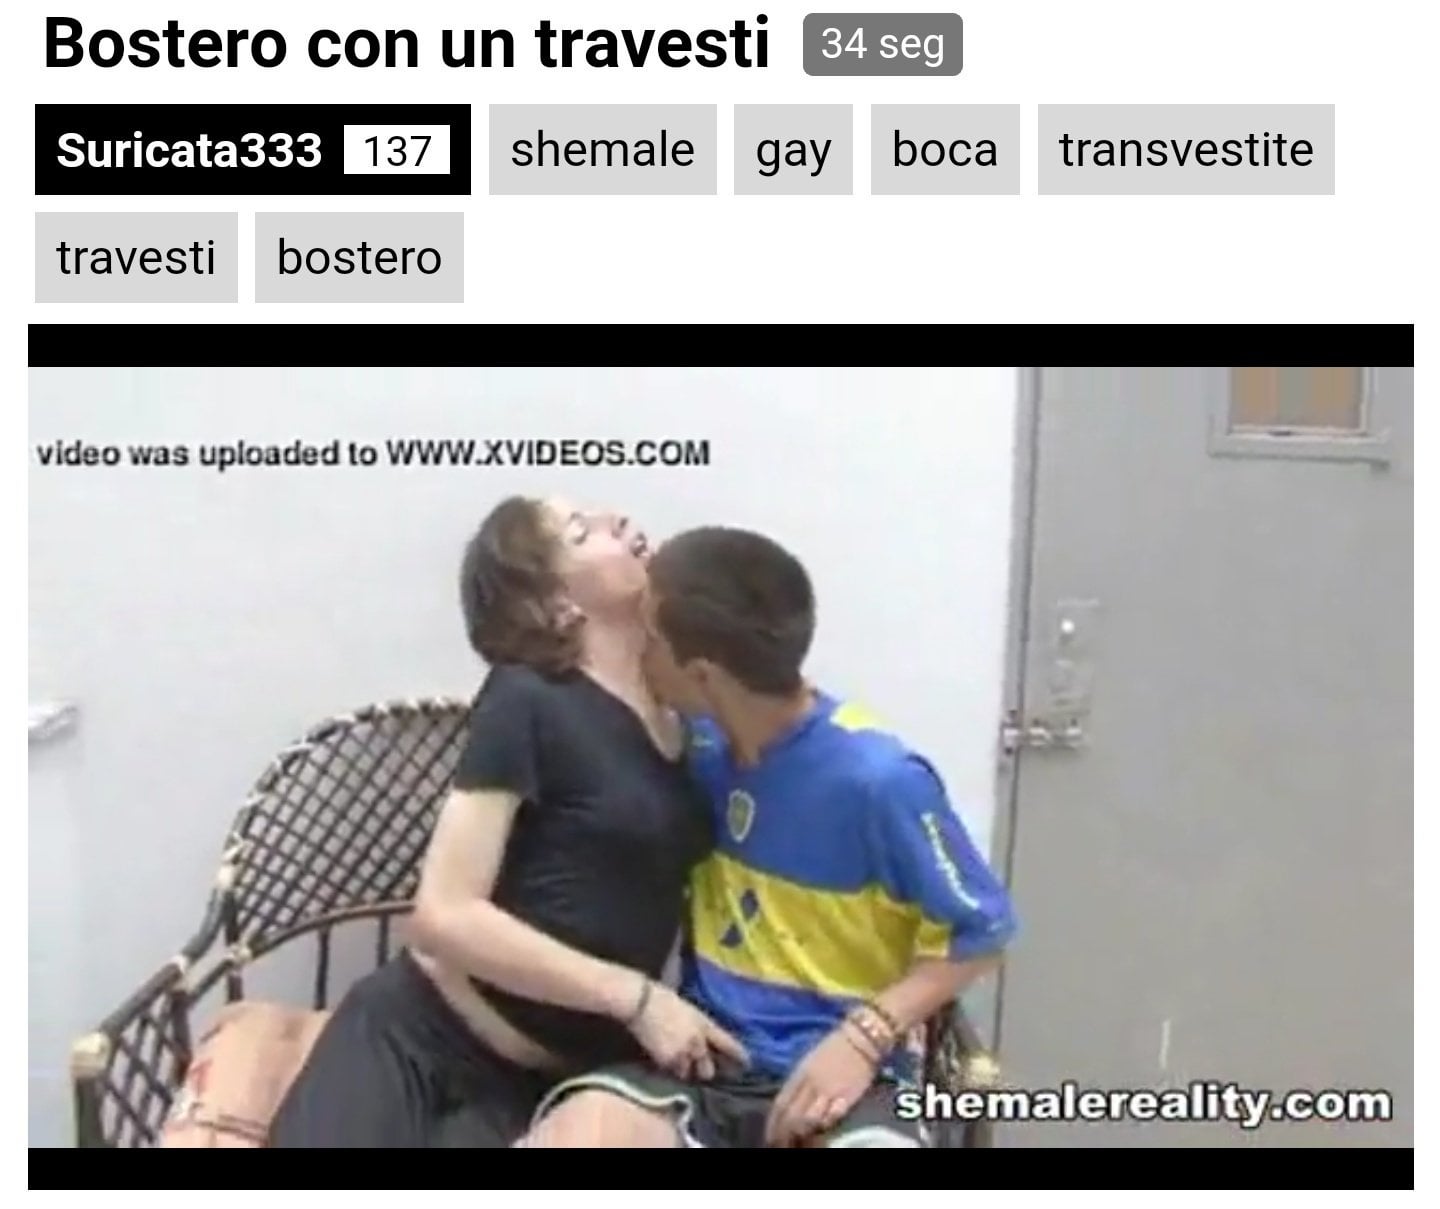 Bostero con un travesti 34 seg
Suricata333 137 shemale gay boca transvestite
travesti bostero
video was uploaded to WWW.XVIDEOS.COM
shemalereality.com